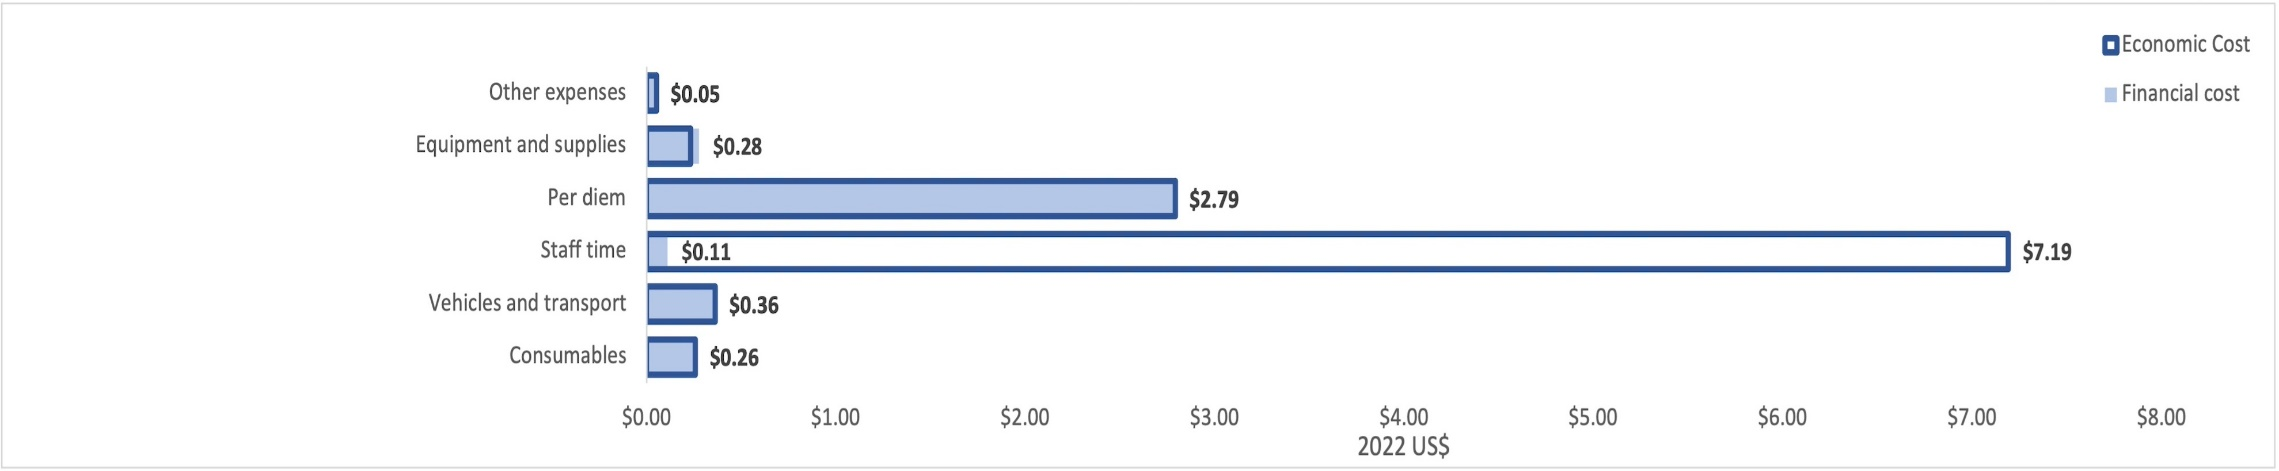 Economic Cost
Financial cost
Other expenses $0.05
Equipment and supplies $0.28
Per diem $2.79
Staff time $0.11 $7.19
Vehicles and transport $0.36
Consumables $0.26
$0.00 $1.00 $2.00 $3.00 $4.00 $5.00 $6.00 $7.00 $8.00
2022 US$